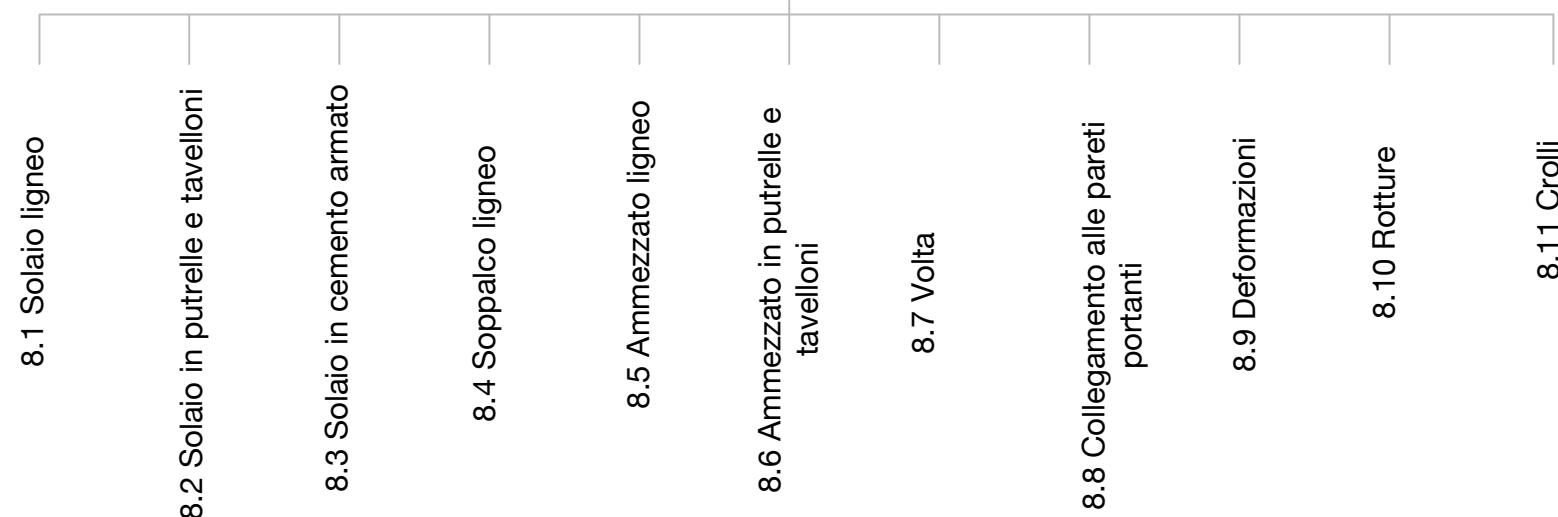 8.1 Solaio ligneo
8.2 Solaio in putrelle e tavelloni
8.3 Solaio in cemento armato
8.4 Soppalco ligneo
8.5 Ammezzato ligneo
8.6 Ammezzato in putrelle e
tavelloni
8.7 Volta
8.8 Collegamento alle pareti
portanti
8.9 Deformazioni
8.10 Rotture
8.11 Crolli